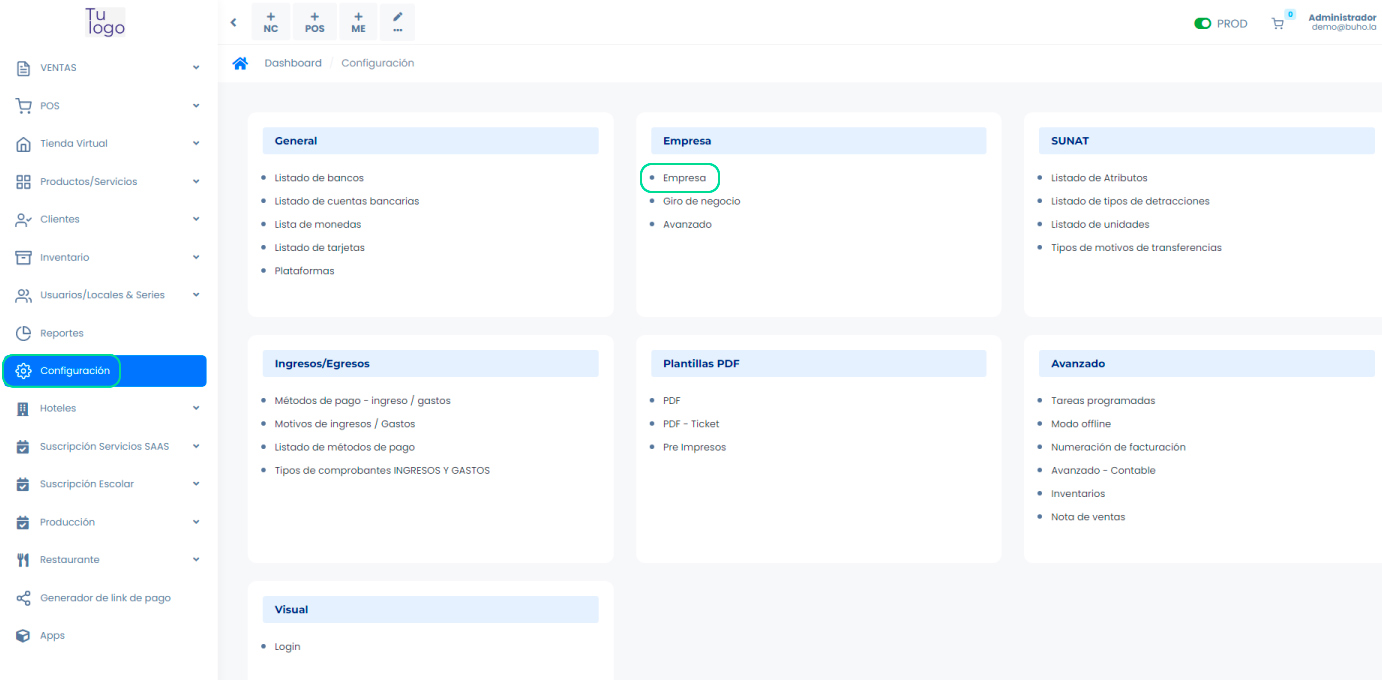 Tu
logo
VENTAS
POS
Tienda Virtual
Productos/Servicios
Clientes
Inventario
Usuarios/Locales & Series
Reportes
Configuración
Hoteles
Suscripción Servicios SAAS
Suscripción Escolar
Producción
Restaurante
Generador de link de pago
Apps
+ NC
+ POS
+ ME
...
PROD
0
Administrador
demo@buho.la
Dashboard / Configuración
General
Listado de bancos
Listado de cuentas bancarias
Lista de monedas
Listado de tarjetas
Plataformas
Empresa
Empresa
Giro de negocio
Avanzado
SUNAT
Listado de Atributos
Listado de tipos de detracciones
Listado de unidades
Tipos de motivos de transferencias
Ingresos/Egresos
Métodos de pago - ingreso / gastos
Motivos de ingresos / Gastos
Listado de métodos de pago
Tipos de comprobantes INGRESOS Y GASTOS
Plantillas PDF
PDF
PDF - Ticket
Pre Impresos
Avanzado
Tareas programadas
Modo offline
Numeración de facturación
Avanzado - Contable
Inventarios
Nota de ventas
Visual
Login